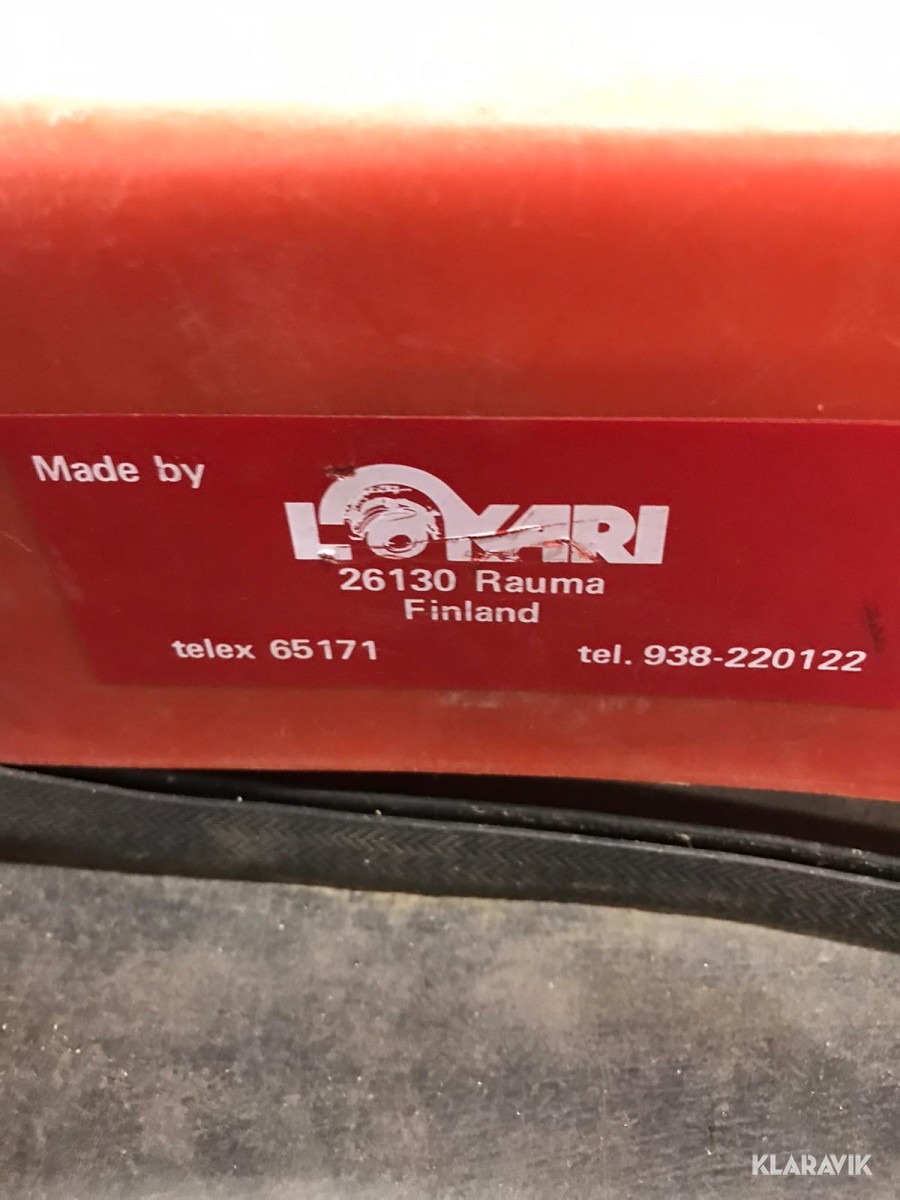 Made by
LOKARI
26130 Rauma
Finland
telex 65171
tel. 938-220122
KLARAVIK